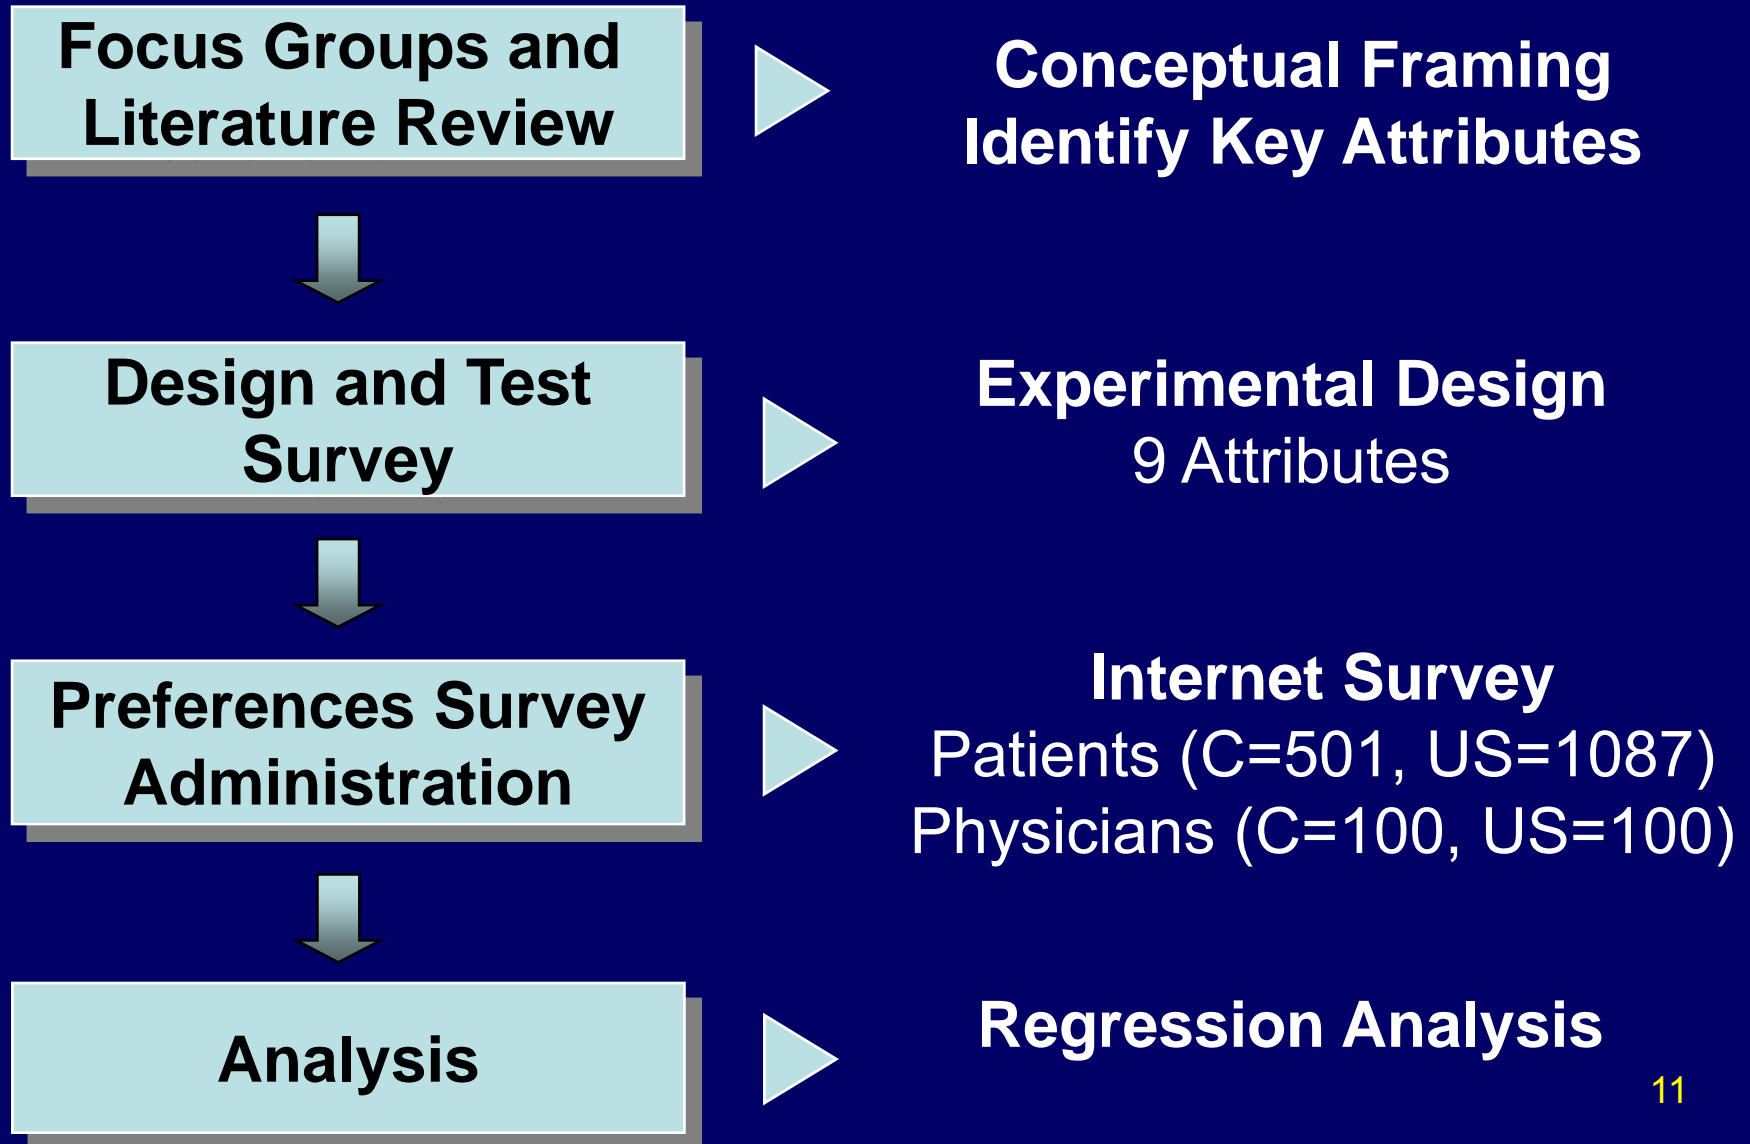 Focus Groups and
Literature Review
Conceptual Framing
Identify Key Attributes
Design and Test
Survey
Experimental Design
9 Attributes
Preferences Survey
Administration
Internet Survey
Patients (C=501, US=1087)
Physicians (C=100, US=100)
Analysis
Regression Analysis
11